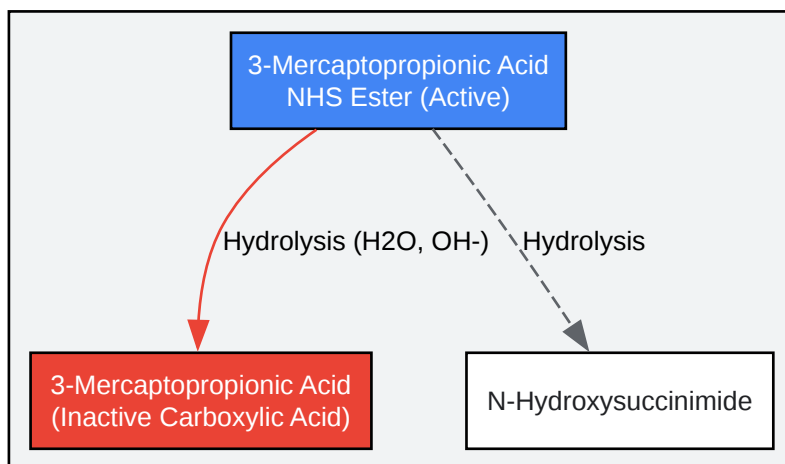 3-Mercaptopropionic Acid
NHS Ester (Active)
Hydrolysis (H2O, OH-)
Hydrolysis
3-Mercaptopropionic Acid
(Inactive Carboxylic Acid)
N-Hydroxysuccinimide